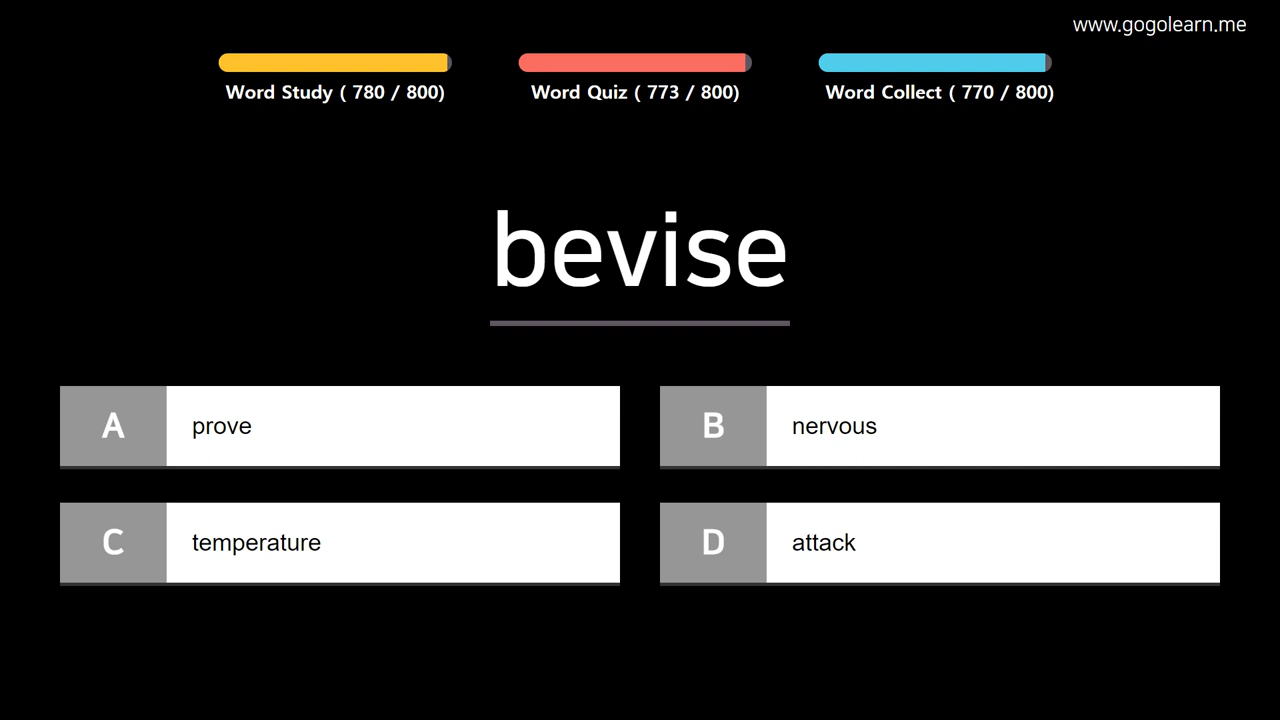 www.gogolearn.me
Word Study ( 780 / 800)
Word Quiz ( 773 / 800)
Word Collect ( 770 / 800)
bevise
A prove
B nervous
C temperature
D attack